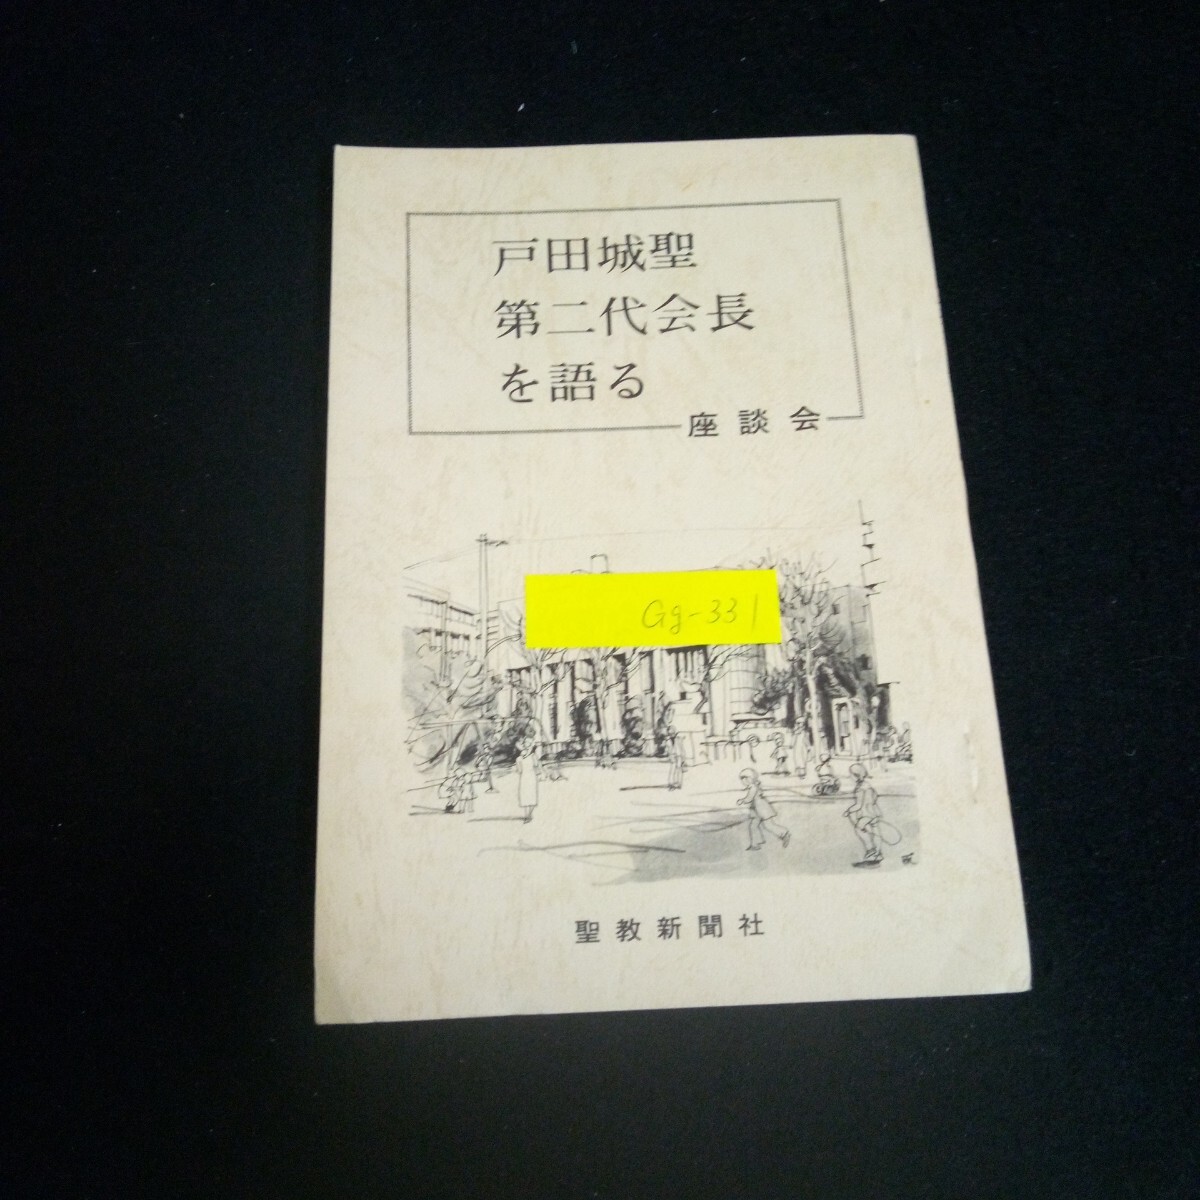 戸田城聖
第二代会長
を語る
座談会
Gg-331
聖教新聞社